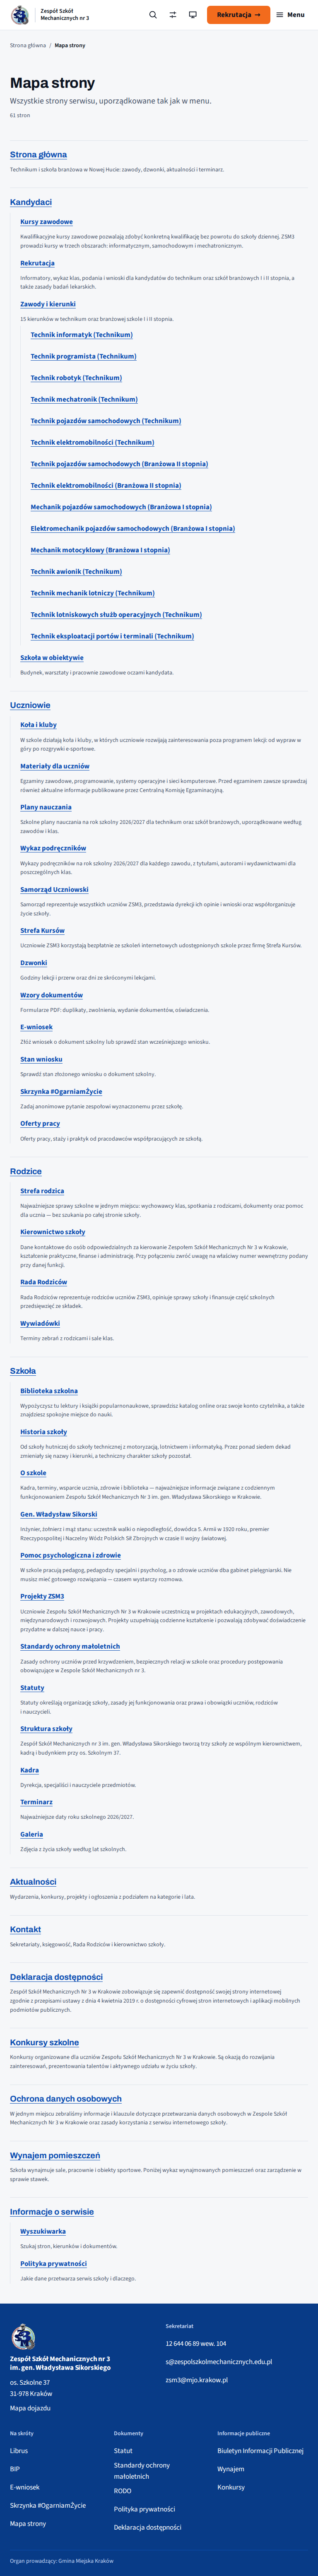 Zespół Szkół
Mechanicznych nr 3
Rekrutacja →
Menu
Strona główna / Mapa strony
Mapa strony
Wszystkie strony serwisu, uporządkowane tak jak w menu.
61 stron
Strona główna
Technikum i szkoła branżowa w Nowej Hucie: zawody, dzwonki, aktualności i terminarz.
Kandydaci
Kursy zawodowe
Kwalifikacyjne kursy zawodowe pozwalają zdobyć konkretną kwalifikację bez powrotu do szkoły dziennej. ZSM3
prowadzi kursy w trzech obszarach: informatycznym, samochodowym i mechatronicznym.
Rekrutacja
Informatory, wykaz klas, podania i wnioski dla kandydatów do technikum oraz szkół branżowych I i II stopnia, a
także zasady badań lekarskich.
Zawody i kierunki
15 kierunków w technikum oraz branżowej szkole I i II stopnia.
Technik informatyk (Technikum)
Technik programista (Technikum)
Technik robotyk (Technikum)
Technik mechatronik (Technikum)
Technik pojazdów samochodowych (Technikum)
Technik elektromobilności (Technikum)
Technik pojazdów samochodowych (Branżowa II stopnia)
Technik elektromobilności (Branżowa II stopnia)
Mechanik pojazdów samochodowych (Branżowa I stopnia)
Elektromechanik pojazdów samochodowych (Branżowa I stopnia)
Mechanik motocyklowy (Branżowa I stopnia)
Technik awionik (Technikum)
Technik mechanik lotniczy (Technikum)
Technik lotniskowych służb operacyjnych (Technikum)
Technik eksploatacji portów i terminali (Technikum)
Szkoła w obiektywie
Budynek, warsztaty i pracownie zawodowe oczami kandydata.
Uczniowie
Koła i kluby
W szkole działają koła i kluby, w których uczniowie rozwijają zainteresowania poza programem lekcji: od wypraw w
góry po rozgrywki e-sportowe.
Materiały dla uczniów
Egzaminy zawodowe, programowanie, systemy operacyjne i sieci komputerowe. Przed egzaminem zawsze sprawdzaj
również aktualne informacje publikowane przez Centralną Komisję Egzaminacyjną.
Plany nauczania
Szkolne plany nauczania na rok szkolny 2026/2027 dla technikum oraz szkół branżowych, uporządkowane według
zawodów i klas.
Wykaz podręczników
Wykazy podręczników na rok szkolny 2026/2027 dla każdego zawodu, z tytułami, autorami i wydawnictwami dla
poszczególnych klas.
Samorząd Uczniowski
Samorząd reprezentuje wszystkich uczniów ZSM3, przedstawia dyrekcji ich opinie i wnioski oraz współorganizuje
życie szkoły.
Strefa Kursów
Uczniowie ZSM3 korzystają bezpłatnie ze szkoleń internetowych udostępnionych szkole przez firmę Strefa Kursów.
Dzwonki
Godziny lekcji i przerw oraz dni ze skróconymi lekcjami.
Wzory dokumentów
Formularze PDF: duplikaty, zwolnienia, wydanie dokumentów, oświadczenia.
E-wniosek
Złóż wniosek o dokument szkolny lub sprawdź stan wcześniejszego wniosku.
Stan wniosku
Sprawdź stan złożonego wniosku o dokument szkolny.
Skrzynka #OgarniamŻycie
Zadaj anonimowe pytanie zespołowi wyznaczonemu przez szkołę.
Oferty pracy
Oferty pracy, staży i praktyk od pracodawców współpracujących ze szkołą.
Rodzice
Strefa rodzica
Najważniejsze sprawy szkolne w jednym miejscu: wychowawcy klas, spotkania z rodzicami, dokumenty oraz pomoc
dla ucznia — bez szukania po całej stronie szkoły.
Kierownictwo szkoły
Dane kontaktowe do osób odpowiedzialnych za kierowanie Zespołem Szkół Mechanicznych Nr 3 w Krakowie,
kształcenie praktyczne, finanse i administrację. Przy połączeniu zwróć uwagę na właściwy numer wewnętrzny podany
przy danej funkcji.
Rada Rodziców
Rada Rodziców reprezentuje rodziców uczniów ZSM3, opiniuje sprawy szkoły i finansuje część szkolnych
przedsięwzięć ze składek.
Wywiadówki
Terminy zebrań z rodzicami i sale klas.
Szkoła
Biblioteka szkolna
Wypożyczysz tu lektury i książki popularnonaukowe, sprawdzisz katalog online oraz swoje konto czytelnika, a także
znajdziesz spokojne miejsce do nauki.
Historia szkoły
Od szkoły hutniczej do szkoły technicznej z motoryzacją, lotnictwem i informatyką. Przez ponad siedem dekad
zmieniały się nazwy i kierunki, a techniczny charakter szkoły pozostał.
O szkole
Kadra, terminy, wsparcie ucznia, zdrowie i biblioteka — najważniejsze informacje związane z codziennym
funkcjonowaniem Zespołu Szkół Mechanicznych Nr 3 im. gen. Władysława Sikorskiego w Krakowie.
Gen. Władysław Sikorski
Inżynier, żołnierz i mąż stanu: uczestnik walki o niepodległość, dowódca 5. Armii w 1920 roku, premier
Rzeczypospolitej i Naczelny Wódz Polskich Sił Zbrojnych w czasie II wojny światowej.
Pomoc psychologiczna i zdrowie
W szkole pracują pedagog, pedagodzy specjalni i psycholog, a o zdrowie uczniów dba gabinet pielęgniarski. Nie
musisz mieć gotowego rozwiązania — czasem wystarczy rozmowa.
Projekty ZSM3
Uczniowie Zespołu Szkół Mechanicznych Nr 3 w Krakowie uczestniczą w projektach edukacyjnych, zawodowych,
międzynarodowych i rozwojowych. Projekty uzupełniają codzienne kształcenie i pozwalają zdobywać doświadczenie
przydatne w dalszej nauce i pracy.
Standardy ochrony małoletnich
Zasady ochrony uczniów przed krzywdzeniem, bezpiecznych relacji w szkole oraz procedury postępowania
obowiązujące w Zespole Szkół Mechanicznych nr 3.
Statuty
Statuty określają organizację szkoły, zasady jej funkcjonowania oraz prawa i obowiązki uczniów, rodziców
i nauczycieli.
Struktura szkoły
Zespół Szkół Mechanicznych nr 3 im. gen. Władysława Sikorskiego tworzą trzy szkoły ze wspólnym kierownictwem,
kadrą i budynkiem przy os. Szkolnym 37.
Kadra
Dyrekcja, specjaliści i nauczyciele przedmiotów.
Terminarz
Najważniejsze daty roku szkolnego 2026/2027.
Galeria
Zdjęcia z życia szkoły według lat szkolnych.
Aktualności
Wydarzenia, konkursy, projekty i ogłoszenia z podziałem na kategorie i lata.
Kontakt
Sekretariaty, księgowość, Rada Rodziców i kierownictwo szkoły.
Deklaracja dostępności
Zespół Szkół Mechanicznych Nr 3 w Krakowie zobowiązuje się zapewnić dostępność swojej strony internetowej
zgodnie z przepisami ustawy z dnia 4 kwietnia 2019 r. o dostępności cyfrowej stron internetowych i aplikacji mobilnych
podmiotów publicznych.
Konkursy szkolne
Konkursy organizowane dla uczniów Zespołu Szkół Mechanicznych Nr 3 w Krakowie. Są okazją do rozwijania
zainteresowań, prezentowania talentów i aktywnego udziału w życiu szkoły.
Ochrona danych osobowych
W jednym miejscu zebraliśmy informacje i klauzule dotyczące przetwarzania danych osobowych w Zespole Szkół
Mechanicznych Nr 3 w Krakowie oraz zasady korzystania z serwisu internetowego szkoły.
Wynajem pomieszczeń
Szkoła wynajmuje sale, pracownie i obiekty sportowe. Poniżej wykaz wynajmowanych pomieszczeń oraz zarządzenie w
sprawie stawek.
Informacje o serwisie
Wyszukiwarka
Szukaj stron, kierunków i dokumentów.
Polityka prywatności
Jakie dane przetwarza serwis szkoły i dlaczego.
Zespół Szkół Mechanicznych nr 3
im. gen. Władysława Sikorskiego
os. Szkolne 37
31-978 Kraków
Mapa dojazdu
Sekretariat
12 644 06 89 wew. 104
s@zespolszkolmechanicznych.edu.pl
zsm3@mjo.krakow.pl
Na skróty
Librus
BIP
E-wniosek
Skrzynka #OgarniamŻycie
Mapa strony
Dokumenty
Statut
Standardy ochrony
małoletnich
RODO
Polityka prywatności
Deklaracja dostępności
Informacje publiczne
Biuletyn Informacji Publicznej
Wynajem
Konkursy
Organ prowadzący: Gmina Miejska Kraków